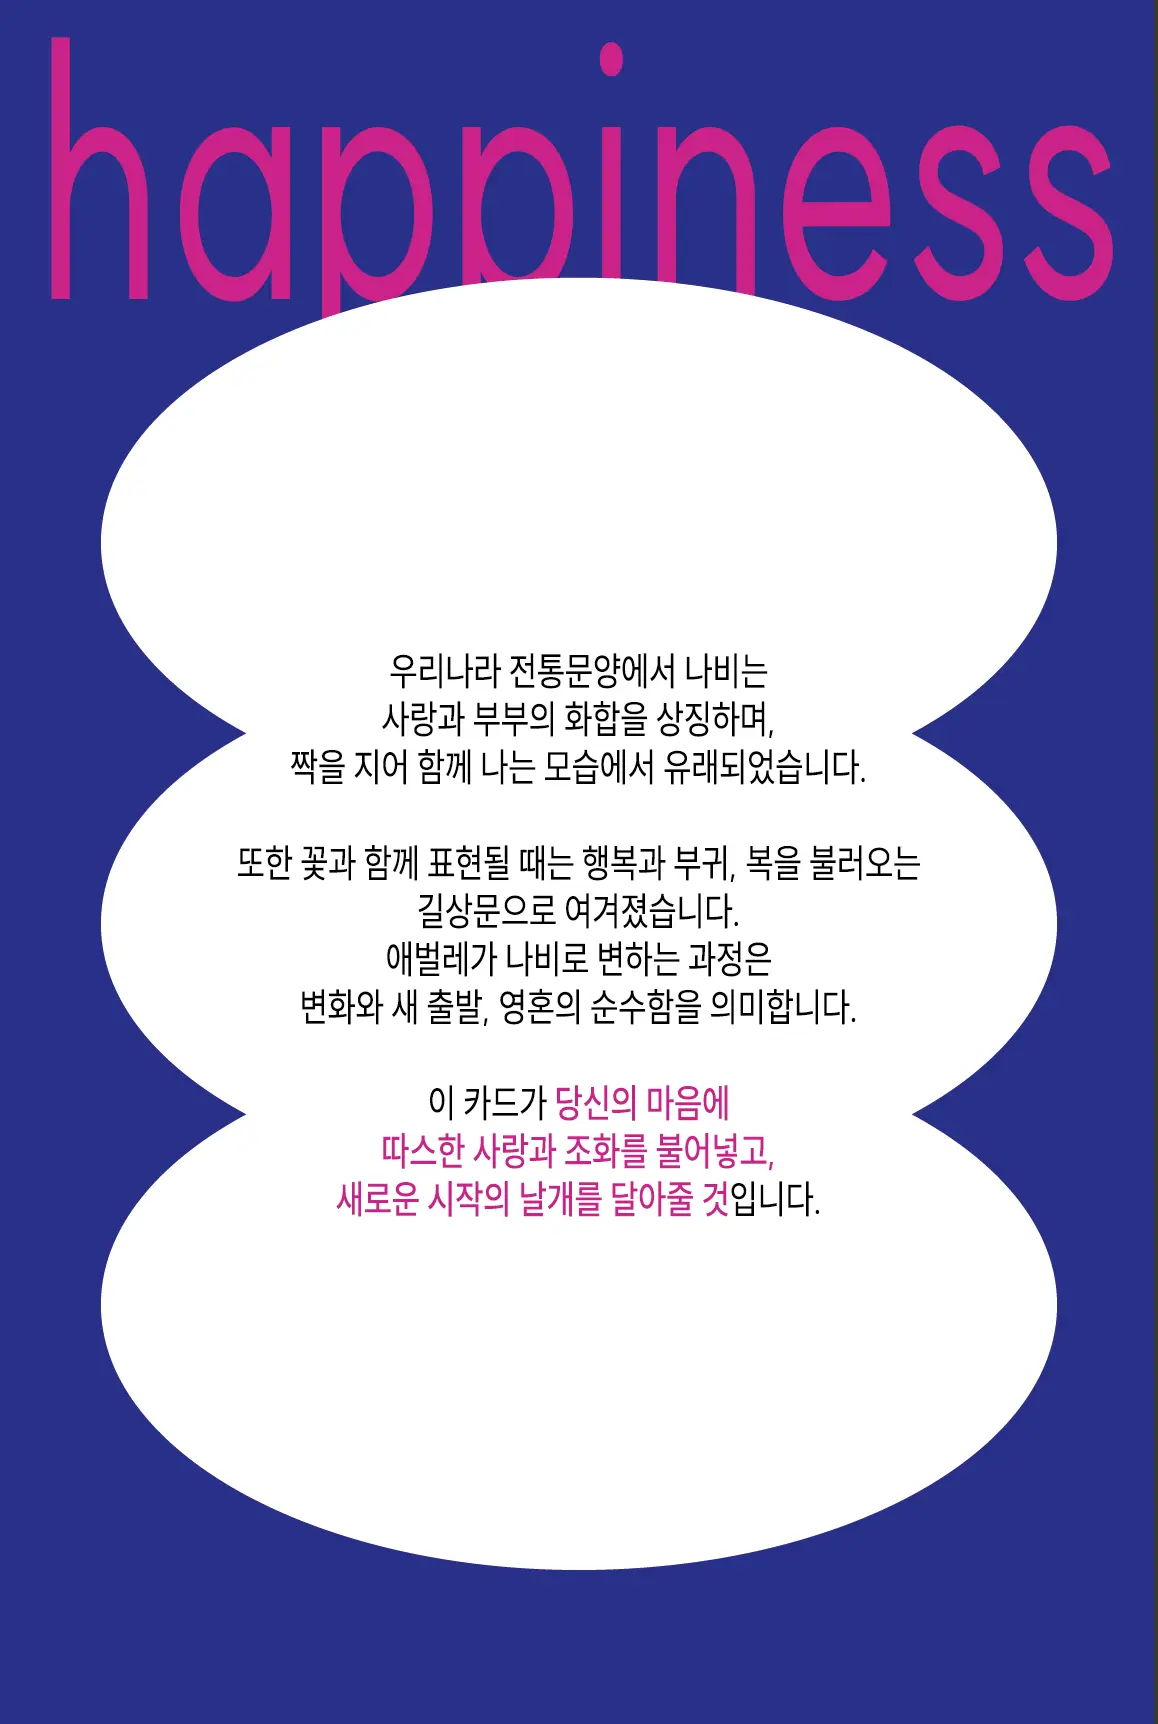 happiness
우리나라 전통문양에서 나비는
사랑과 부부의 화합을 상징하며,
짝을 지어 함께 나는 모습에서 유래되었습니다.
또한 꽃과 함께 표현될 때는 행복과 부귀, 복을 불러오는
길상문으로 여겨졌습니다.
애벌레가 나비로 변하는 과정은
변화와 새 출발, 영혼의 순수함을 의미합니다.
이 카드가 당신의 마음에
따스한 사랑과 조화를 불어넣고,
새로운 시작의 날개를 달아줄 것입니다.